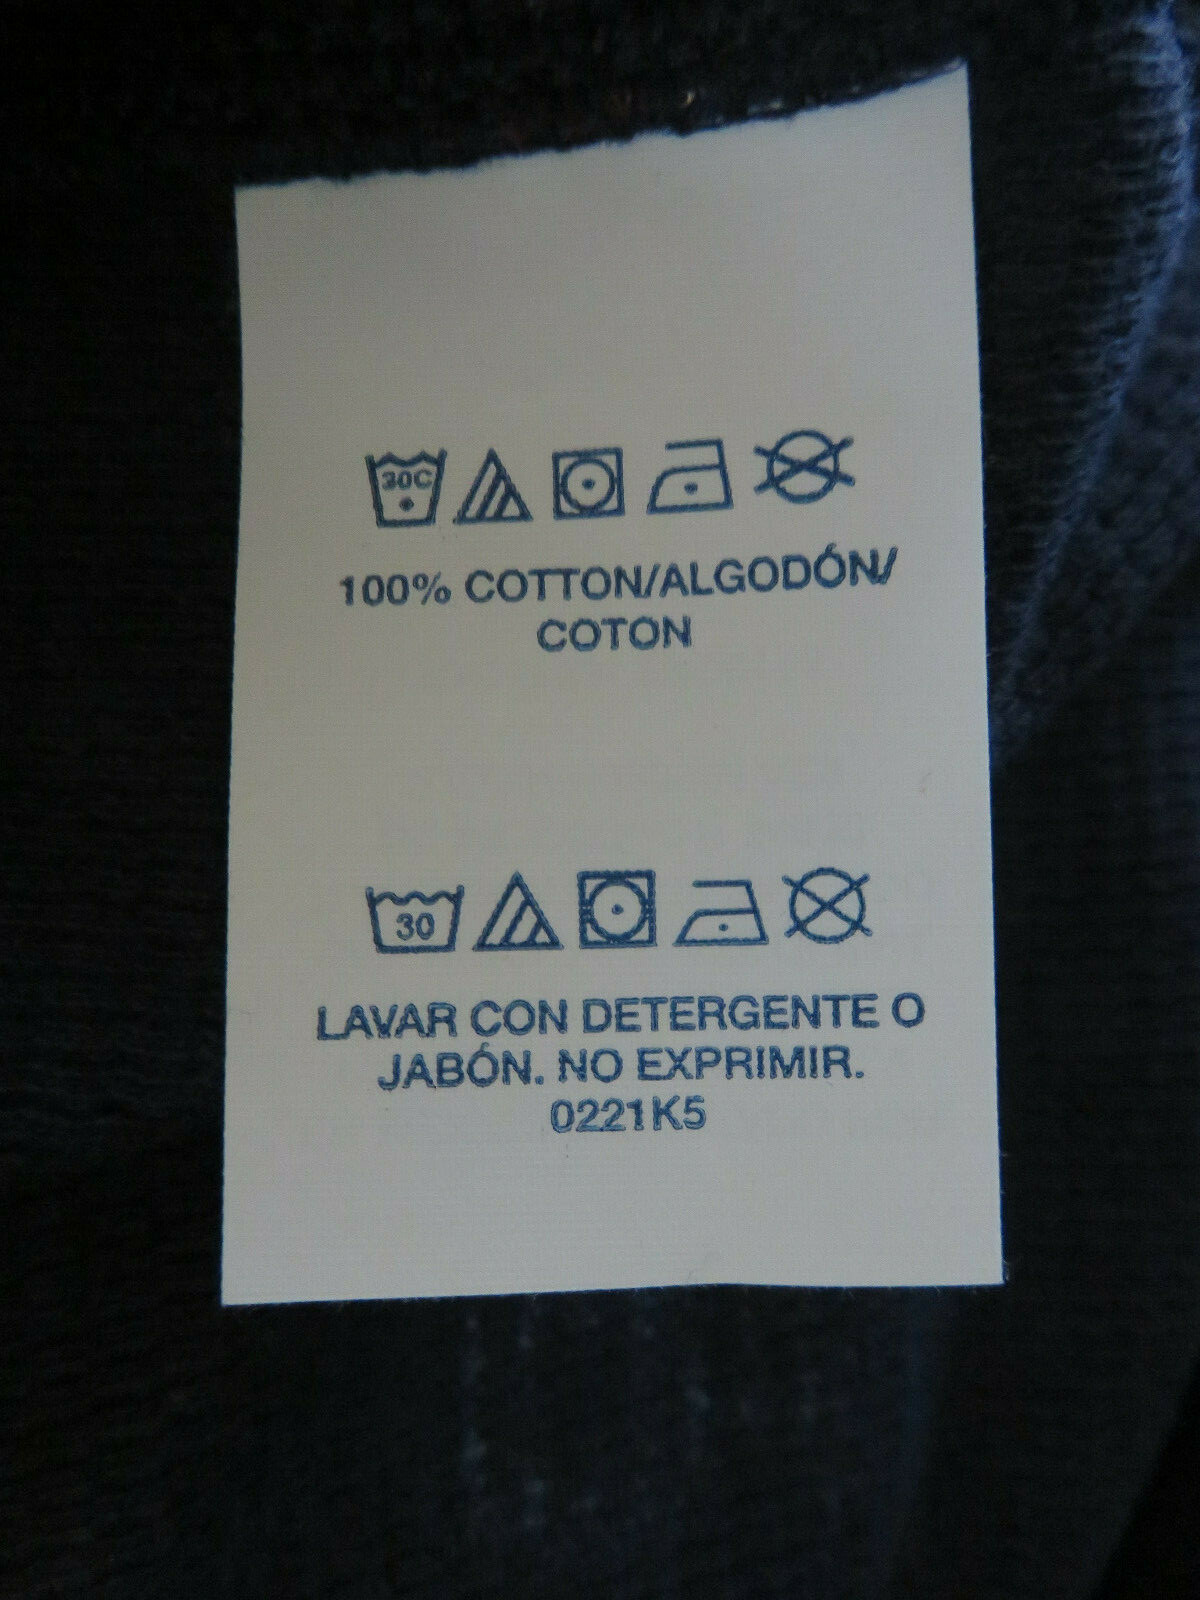 30C
100% COTTON/ALGODÓN/
COTON
30
LAVAR CON DETERGENTE O
JABÓN. NO EXPRIMIR.
0221K5